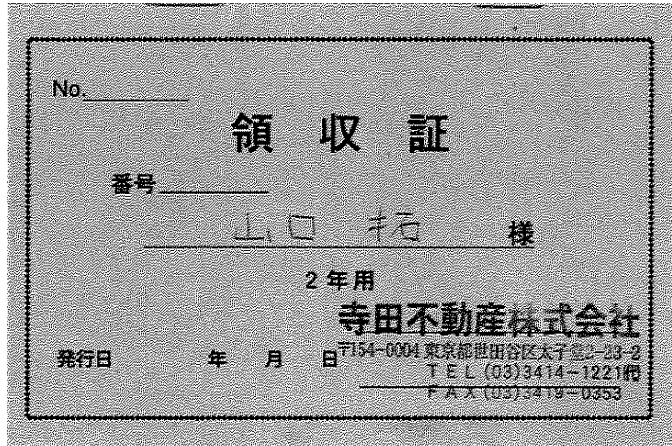 No.
領収証
番号
山口 拓 様
2年用
寺田不動産株式会社
〒154-0004 東京都世田谷区太子堂2-23-2
発行日 年 月 日
TEL (03)3414-1221㈹
FAX (03)3419-0353